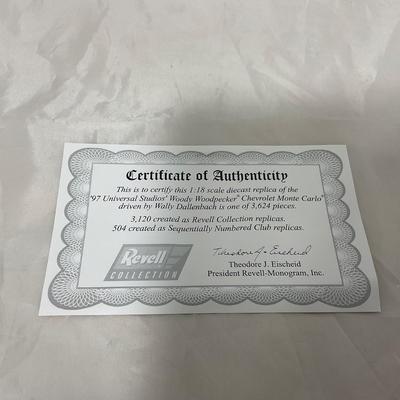 Certificate of Authenticity
This is to certify this 1:18 scale diecast replica of the
'97 Universal Studios® Woody Woodpecker® Chevrolet Monte Carlo®
driven by Wally Dallenbach is one of 3,624 pieces.
3,120 created as Revell Collection replicas.
504 created as Sequentially Numbered Club replicas.
Revell
COLLECTION
Theodore J. Eischeid
Theodore J. Eischeid
President Revell-Monogram, Inc.